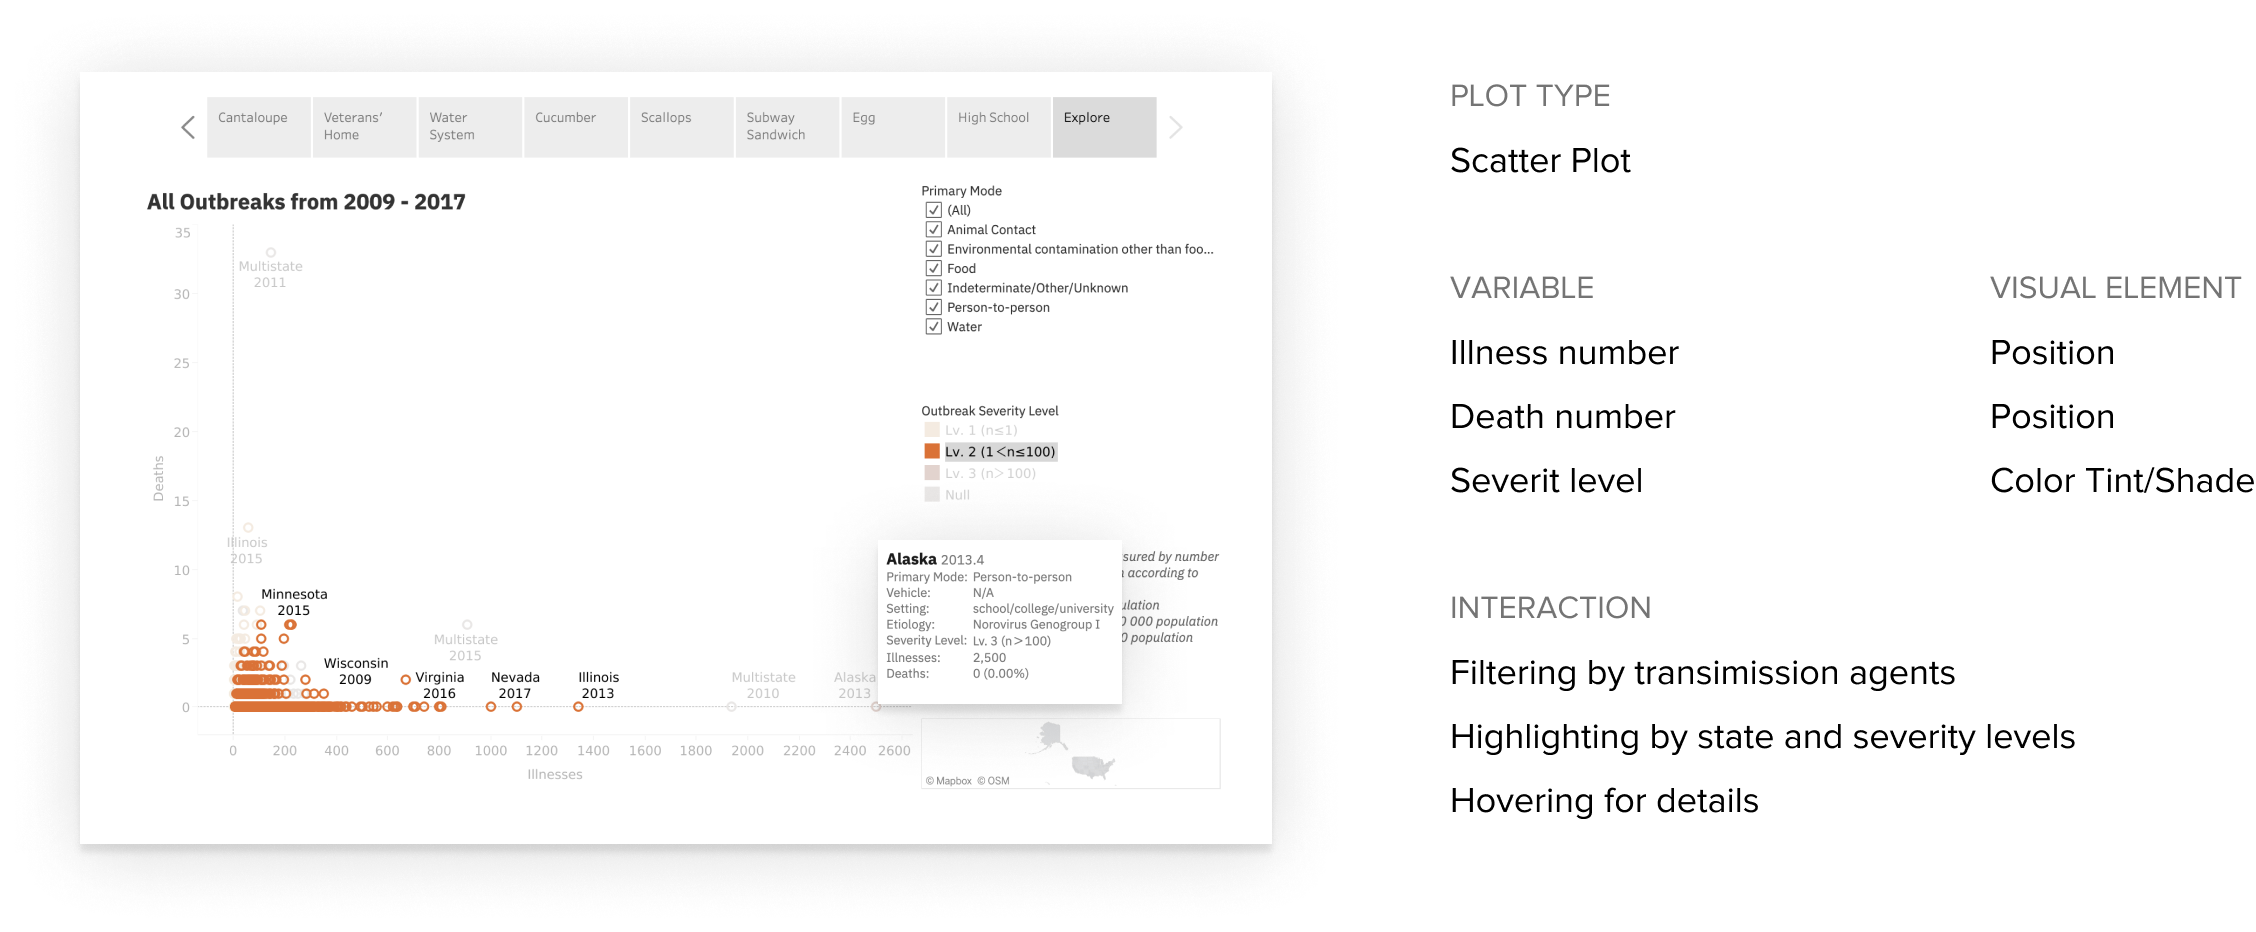 Cantaloupe
Veterans’
Home
Water
System
Cucumber
Scallops
Subway
Sandwich
Egg
High School
Explore
All Outbreaks from 2009 - 2017
35
30
25
20
15
10
5
0
Deaths
Multistate
2011
Illinois
2015
Minnesota
2015
Multistate
2015
Wisconsin
2009
Virginia
2016
Nevada
2017
Illinois
2013
Multistate
2010
Alaska
2013
0 200 400 600 800 1000 1200 1400 1600 1800 2000 2200 2400 2600
Illnesses
Primary Mode
(All)
Animal Contact
Environmental contamination other than foo...
Food
Indeterminate/Other/Unknown
Person-to-person
Water
Outbreak Severity Level
Lv. 1 (n≤1)
Lv. 2 (1<n≤100)
Lv. 3 (n>100)
Null
Alaska 2013.4
Primary Mode: Person-to-person
Vehicle: N/A
Setting: school/college/university
Etiology: Norovirus Genogroup I
Severity Level: Lv. 3 (n>100)
Illnesses: 2,500
Deaths: 0 (0.00%)
sured by number
according to
ulation
0 000 population
0 population
© Mapbox © OSM
PLOT TYPE
Scatter Plot
VARIABLE
VISUAL ELEMENT
Illness number
Position
Death number
Position
Severit level
Color Tint/Shade
INTERACTION
Filtering by transimission agents
Highlighting by state and severity levels
Hovering for details